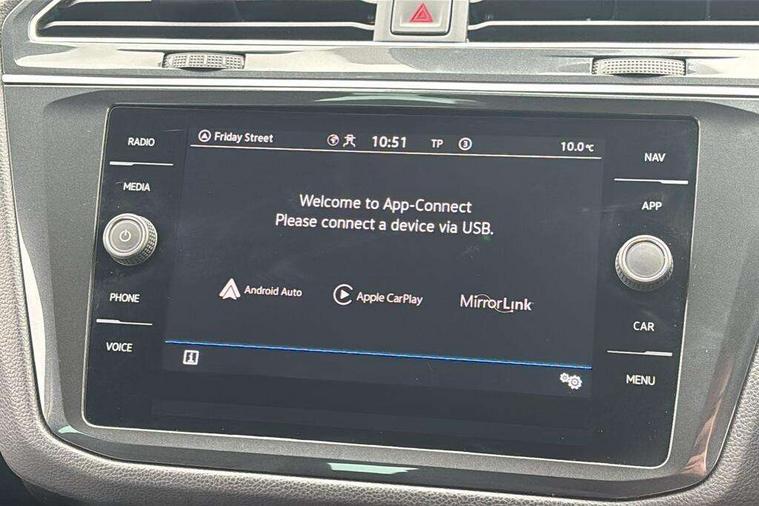 RADIO
MEDIA
PHONE
VOICE
Friday Street
10:51
TP
3
10.0°C
Welcome to App-Connect
Please connect a device via USB.
Android Auto
Apple CarPlay
MirrorLink
i
NAV
APP
CAR
MENU